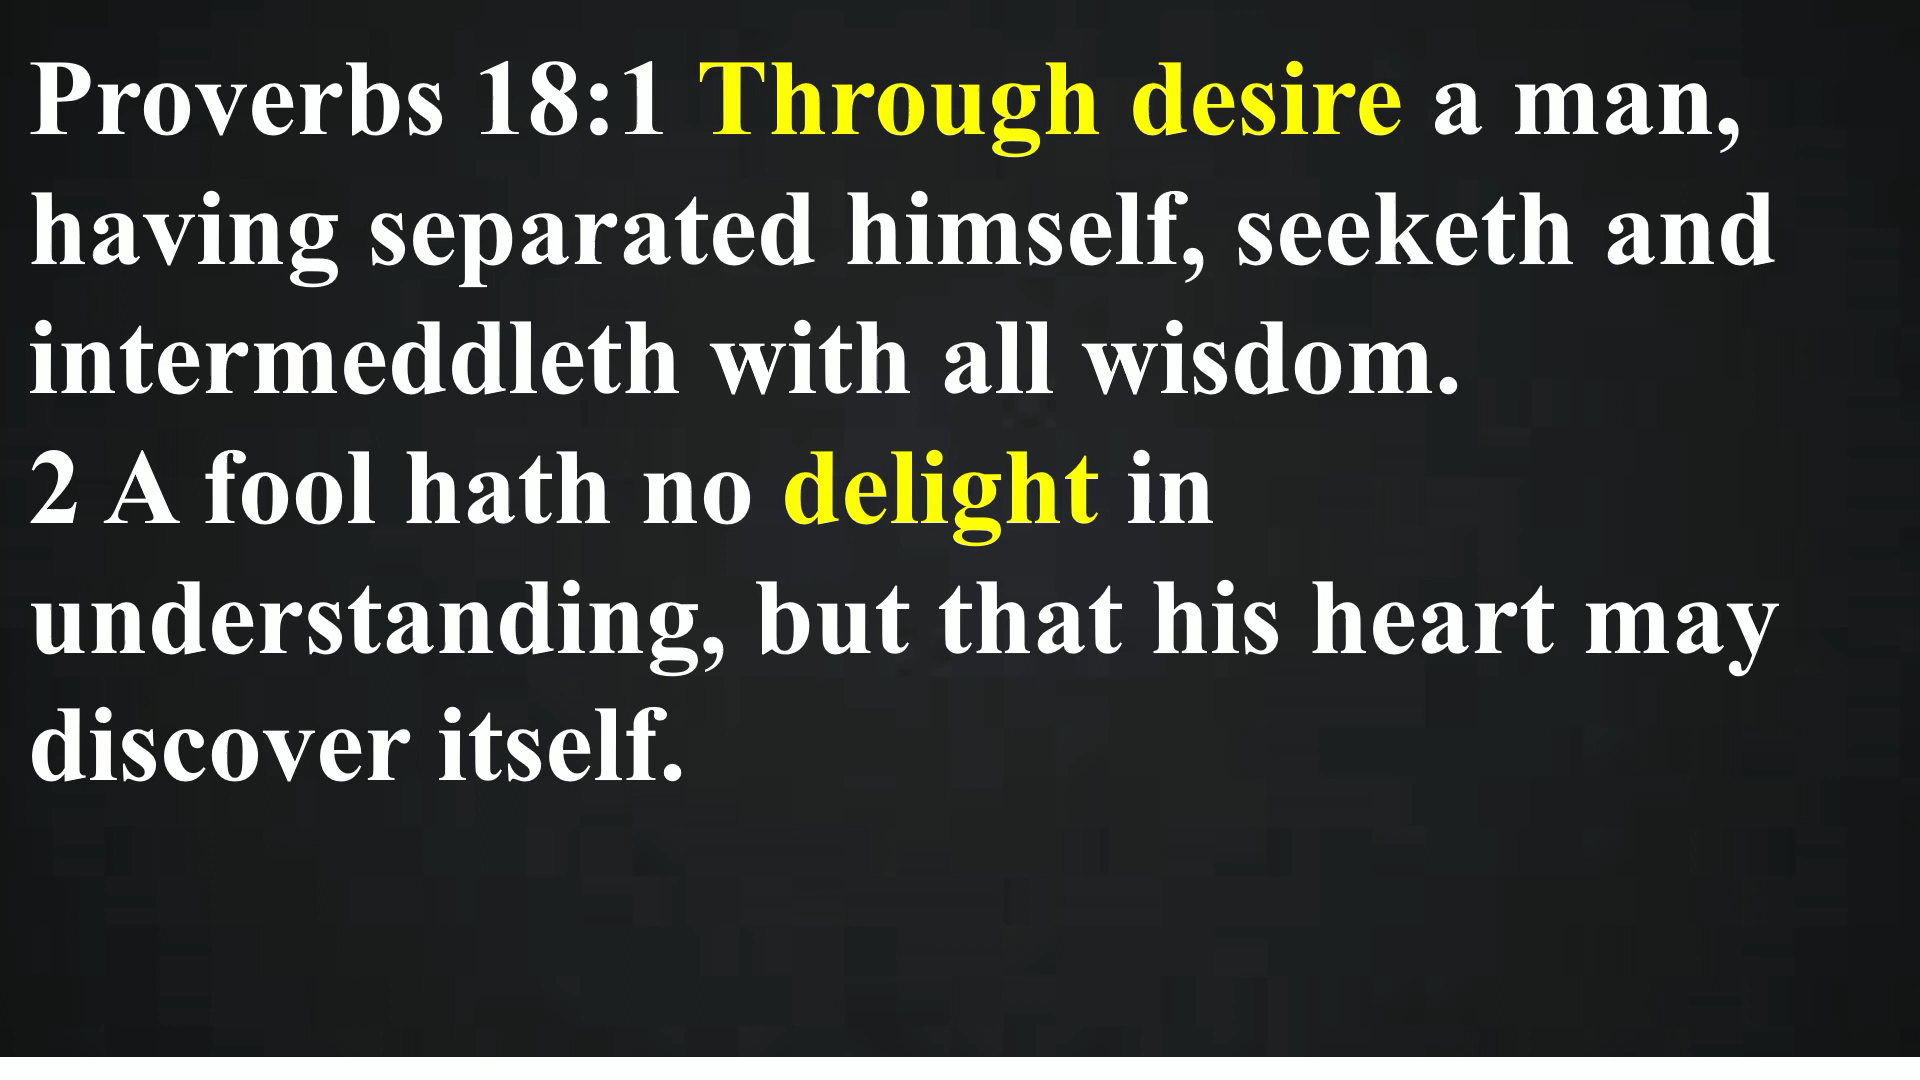 Proverbs 18:1 Through desire a man,
having separated himself, seeketh and
intermeddleth with all wisdom.
2 A fool hath no delight in
understanding, but that his heart may
discover itself.